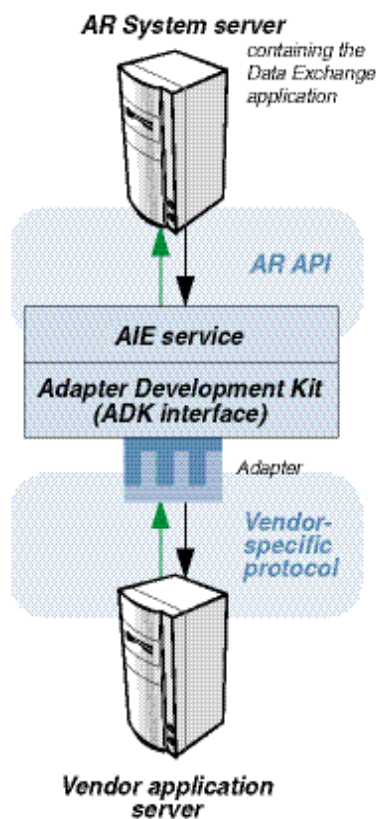 AR System server
containing the
Data Exchange
application
AR API
AIE service
Adapter Development Kit
(ADK interface)
Adapter
Vendor-
specific
protocol
Vendor application
server